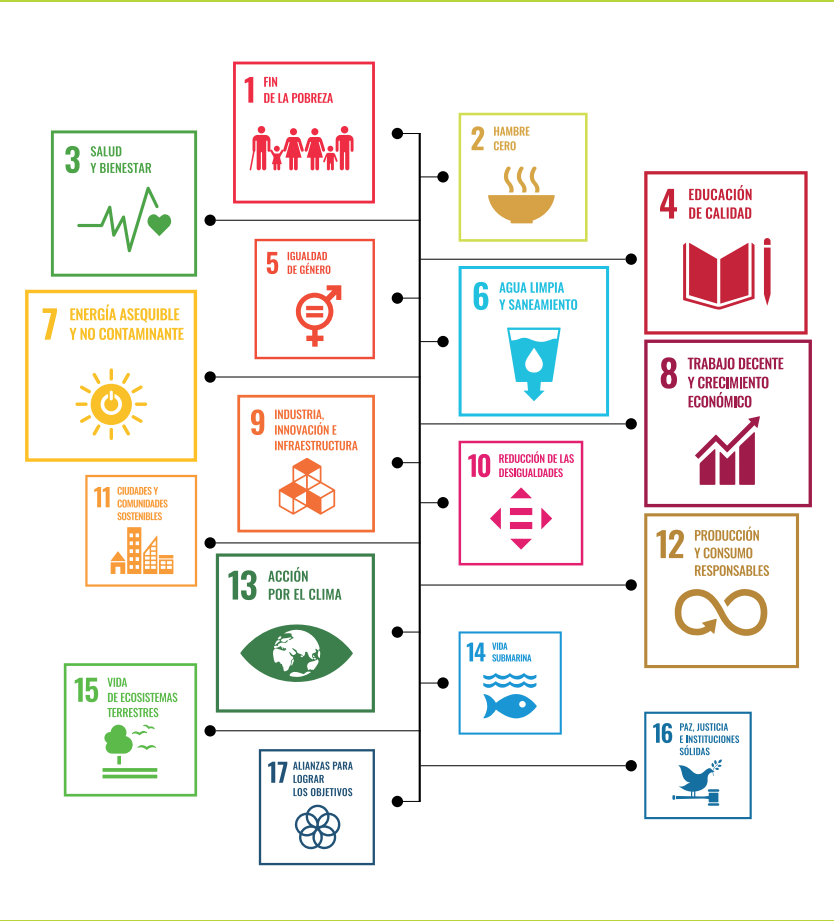 1 FIN
DE LA POBREZA
2 HAMBRE
CERO
3 SALUD
Y BIENESTAR
4 EDUCACIÓN
DE CALIDAD
5 IGUALDAD
DE GÉNERO
6 AGUA LIMPIA
Y SANEAMIENTO
7 ENERGÍA ASEQUIBLE
Y NO CONTAMINANTE
8 TRABAJO DECENTE
Y CRECIMIENTO
ECONÓMICO
9 INDUSTRIA,
INNOVACIÓN E
INFRAESTRUCTURA
10 REDUCCIÓN DE LAS
DESIGUALDADES
11 CIUDADES Y
COMUNIDADES
SOSTENIBLES
12 PRODUCCIÓN
Y CONSUMO
RESPONSABLES
13 ACCIÓN
POR EL CLIMA
14 VIDA
SUBMARINA
15 VIDA
DE ECOSISTEMAS
TERRESTRES
16 PAZ, JUSTICIA
E INSTITUCIONES
SÓLIDAS
17 ALIANZAS PARA
LOGRAR
LOS OBJETIVOS